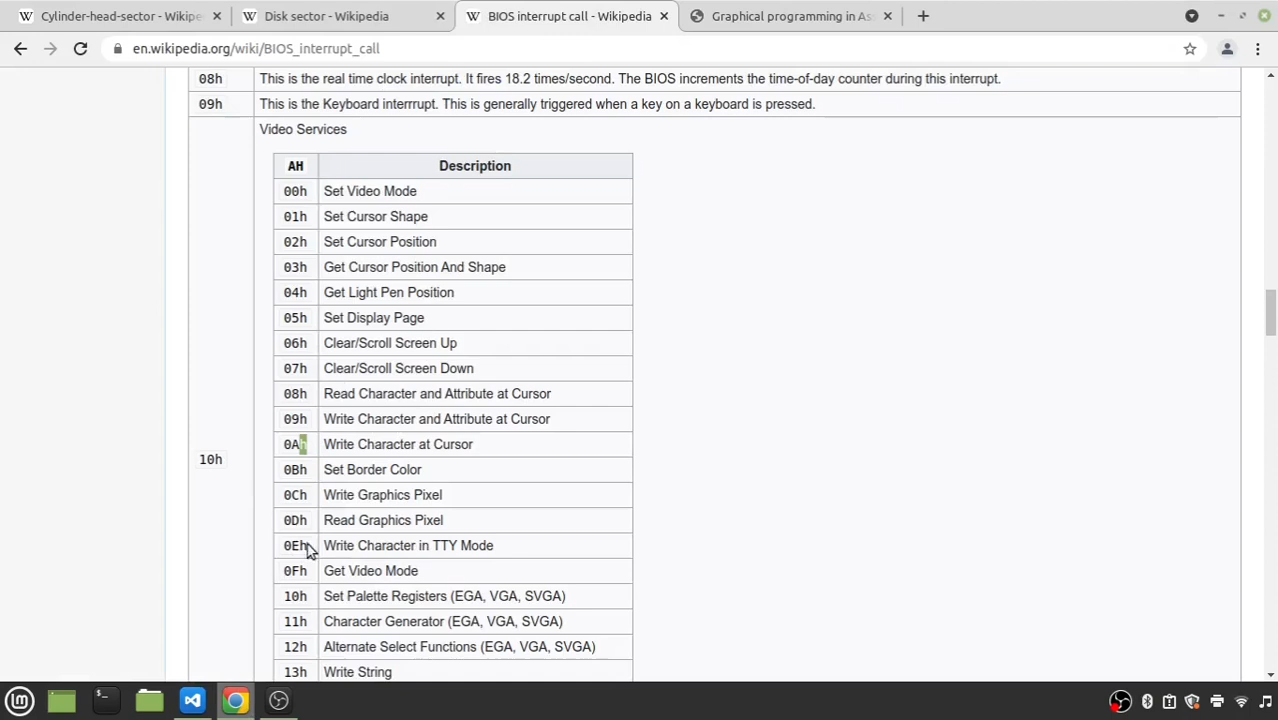 Cylinder-head-sector - Wikipe
Disk sector - Wikipedia
BIOS interrupt call - Wikipedia
Graphical programming in As
en.wikipedia.org/wiki/BIOS_interrupt_call
08h This is the real time clock interrupt. It fires 18.2 times/second. The BIOS increments the time-of-day counter during this interrupt.
09h This is the Keyboard interrrupt. This is generally triggered when a key on a keyboard is pressed.
Video Services
AH Description
00h Set Video Mode
01h Set Cursor Shape
02h Set Cursor Position
03h Get Cursor Position And Shape
04h Get Light Pen Position
05h Set Display Page
06h Clear/Scroll Screen Up
07h Clear/Scroll Screen Down
08h Read Character and Attribute at Cursor
09h Write Character and Attribute at Cursor
0Ah Write Character at Cursor
10h
0Bh Set Border Color
0Ch Write Graphics Pixel
0Dh Read Graphics Pixel
0Eh Write Character in TTY Mode
0Fh Get Video Mode
10h Set Palette Registers (EGA, VGA, SVGA)
11h Character Generator (EGA, VGA, SVGA)
12h Alternate Select Functions (EGA, VGA, SVGA)
13h Write String